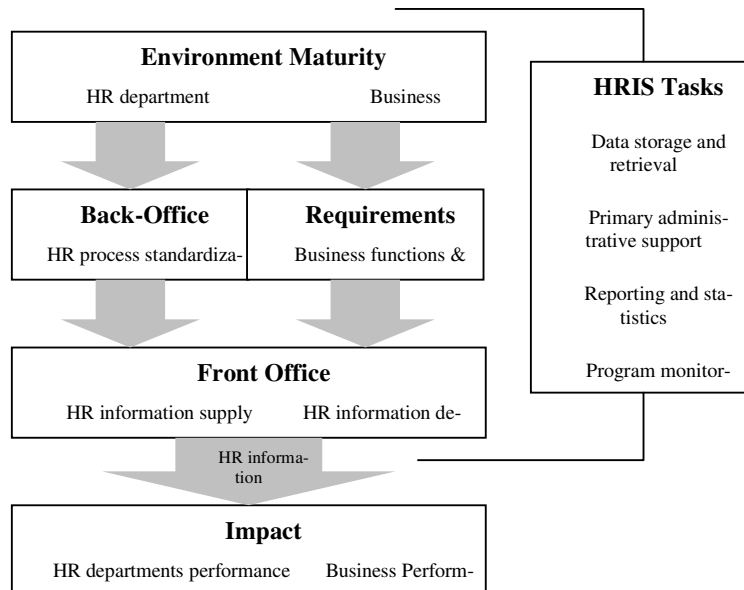 Environment Maturity
HR department Business
Back-Office
HR process standardiza-
Requirements
Business functions &
Front Office
HR information supply HR information de-
HR informa-
tion
Impact
HR departments performance Business Perform-
HRIS Tasks
Data storage and
retrieval
Primary adminis-
trative support
Reporting and sta-
tistics
Program monitor-